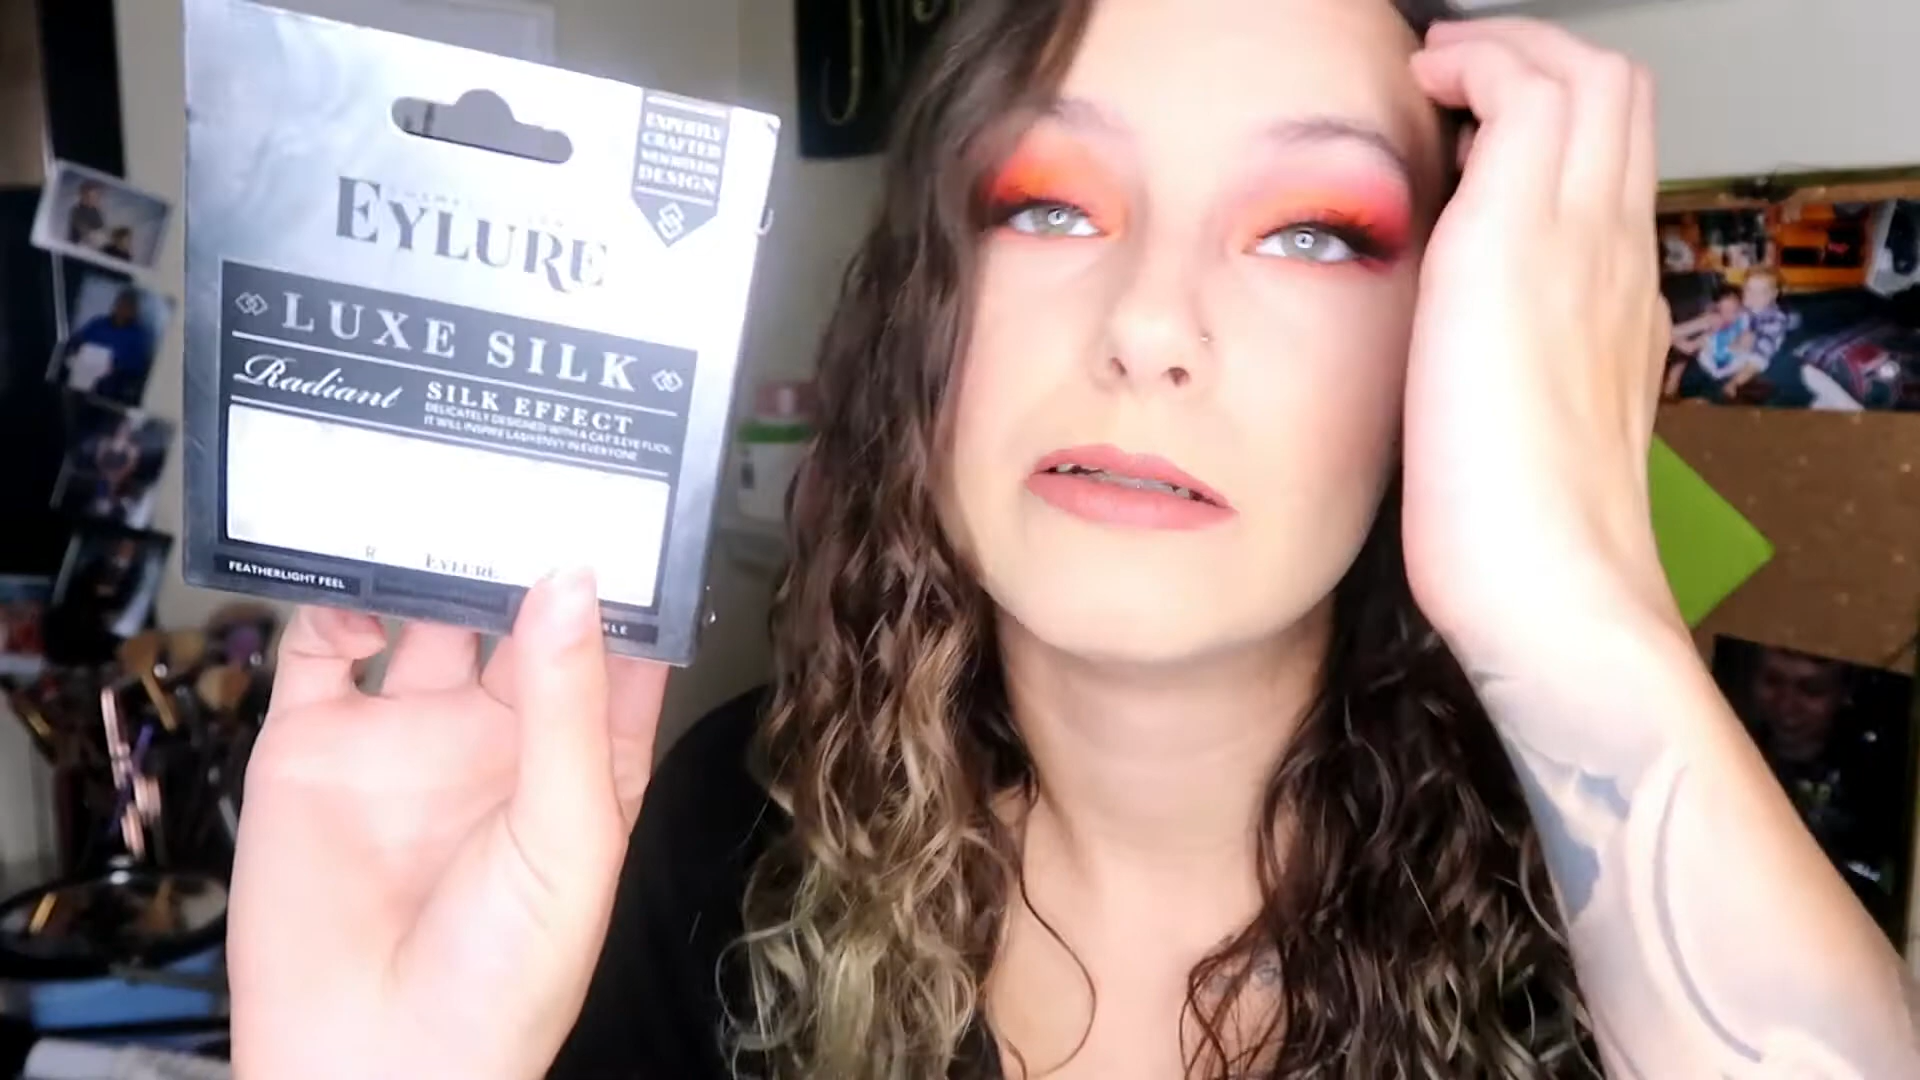 EXPERTLY
CRAFTED
DESIGN
EYLURE
LUXE SILK
Radiant
SILK EFFECT
DELICATELY DESIGNED WITH A CAT'S EYE FLICK,
IT WILL INSPIRE LASH ENVY IN EVERYONE
R EYLURE
FEATHERLIGHT FEEL
KLE